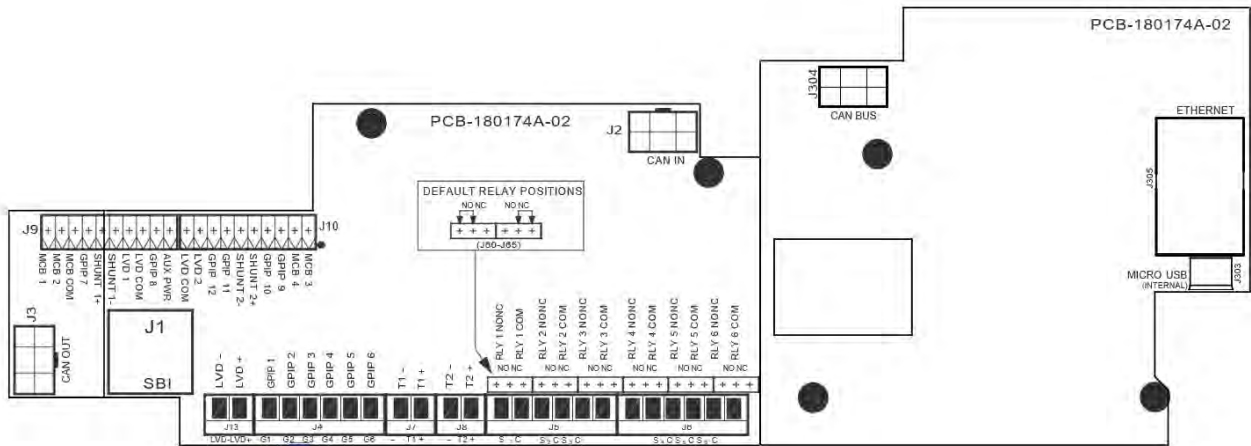 PCB-180174A-02
J304
CAN BUS
ETHERNET
J305
MICRO USB
(INTERNAL)
J303
PCB-180174A-02
J2
CAN IN
DEFAULT RELAY POSITIONS
NO NC NO NC
(J60-J65)
J9
J10
MCB 1
MCB 2
MCB COM
GPIP 7
SHUNT 1+
SHUNT 1-
LVD 1
LVD COM
GPIP 8
AUX PWR
LVD COM
LVD 2
GPIP 12
GPIP 11
SHUNT 2-
SHUNT 2+
GPIP 10
GPIP 9
MCB 4
MCB 3
J3
CAN OUT
J1
SBI
LVD -
LVD +
GPIP 1
GPIP 2
GPIP 3
GPIP 4
GPIP 5
GPIP 6
T1 -
T1 +
T2 -
T2 +
RLY 1 NONC
RLY 1 COM
RLY 2 NONC
RLY 2 COM
RLY 3 NONC
RLY 3 COM
RLY 4 NONC
RLY 4 COM
RLY 5 NONC
RLY 5 COM
RLY 6 NONC
RLY 6 COM
NO NC NO NC NO NC NO NC NO NC NO NC
J13 J4 J7 J8 J5 J6
LVD- LVD+ G1 G2 G3 G4 G5 G6 - T1 + - T2 +